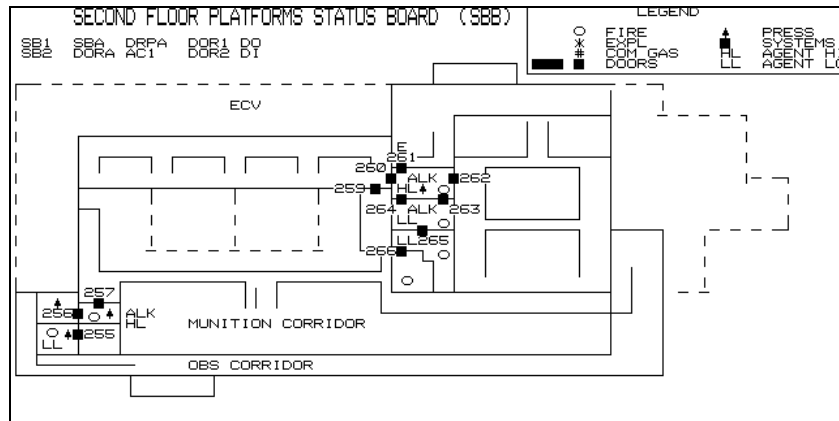 SECOND FLOOR PLATFORMS STATUS BOARD (SBB)
LEGEND
FIRE PRESS
* EXPL SYSTEMS
# COM GAS HL AGENT
DOORS LL AGENT
SB1 SBA DRPA DOR1 DO
SB2 DORA AC1 DOR2 DI
ECV
E
261
260 ALK 262
259 HL
264 ALK 263
LL
LL265
266
257
256 ALK
HL
MUNITION CORRIDOR
255
LL
OBS CORRIDOR